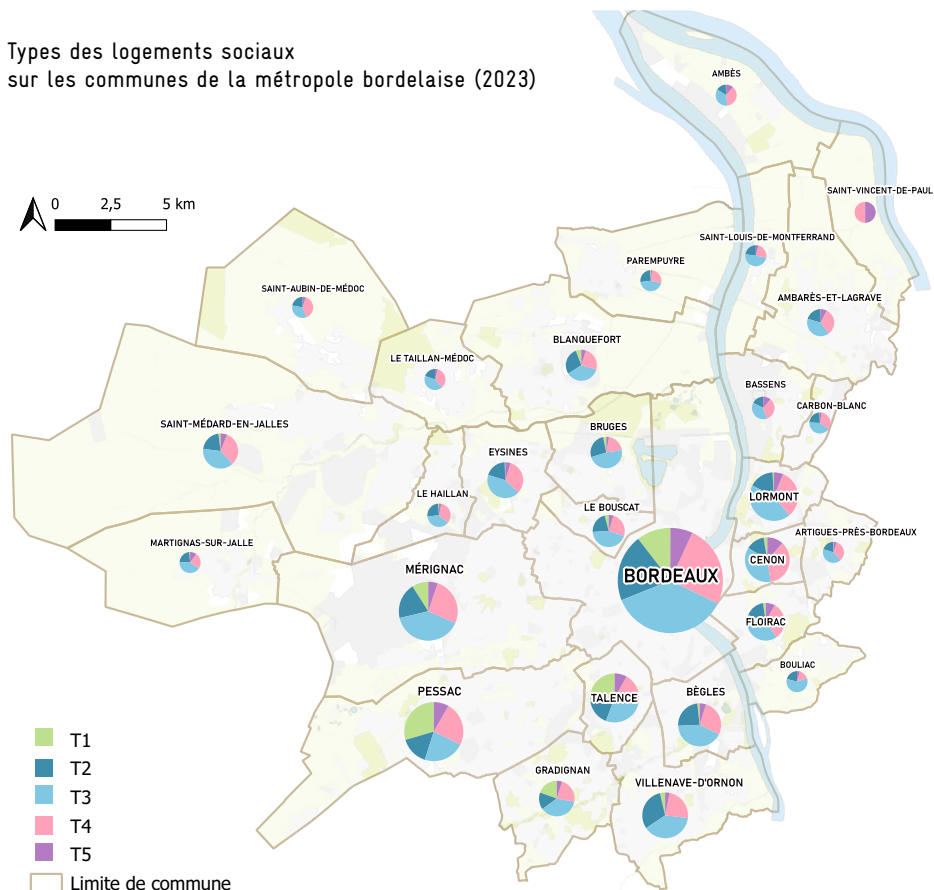 Types des logements sociaux
sur les communes de la métropole bordelaise (2023)
AMBÈS
SAINT-VINCENT-DE-PAUL
0 2,5 5 km
SAINT-LOUIS-DE-MONTFERRAND
PAREMPUYRE
SAINT-AUBIN-DE-MÉDOC
AMBARÈS-ET-LAGRAVE
BLANQUEFORT
LE TAILLAN-MÉDOC
BASSENS
CARBON-BLANC
SAINT-MÉDARD-EN-JALLES
BRUGES
EYSINES
LE HAILLAN
LORMONT
LE BOUSCAT
ARTIGUES-PRÈS-BORDEAUX
MARTIGNAS-SUR-JALLE
CENON
MÉRIGNAC
BORDEAUX
FLOIRAC
BOULIAC
PESSAC
TALENCE
BÈGLES
T1
T2
GRADIGNAN
VILLENAVE-D'ORNON
T3
T4
T5
Limite de commune